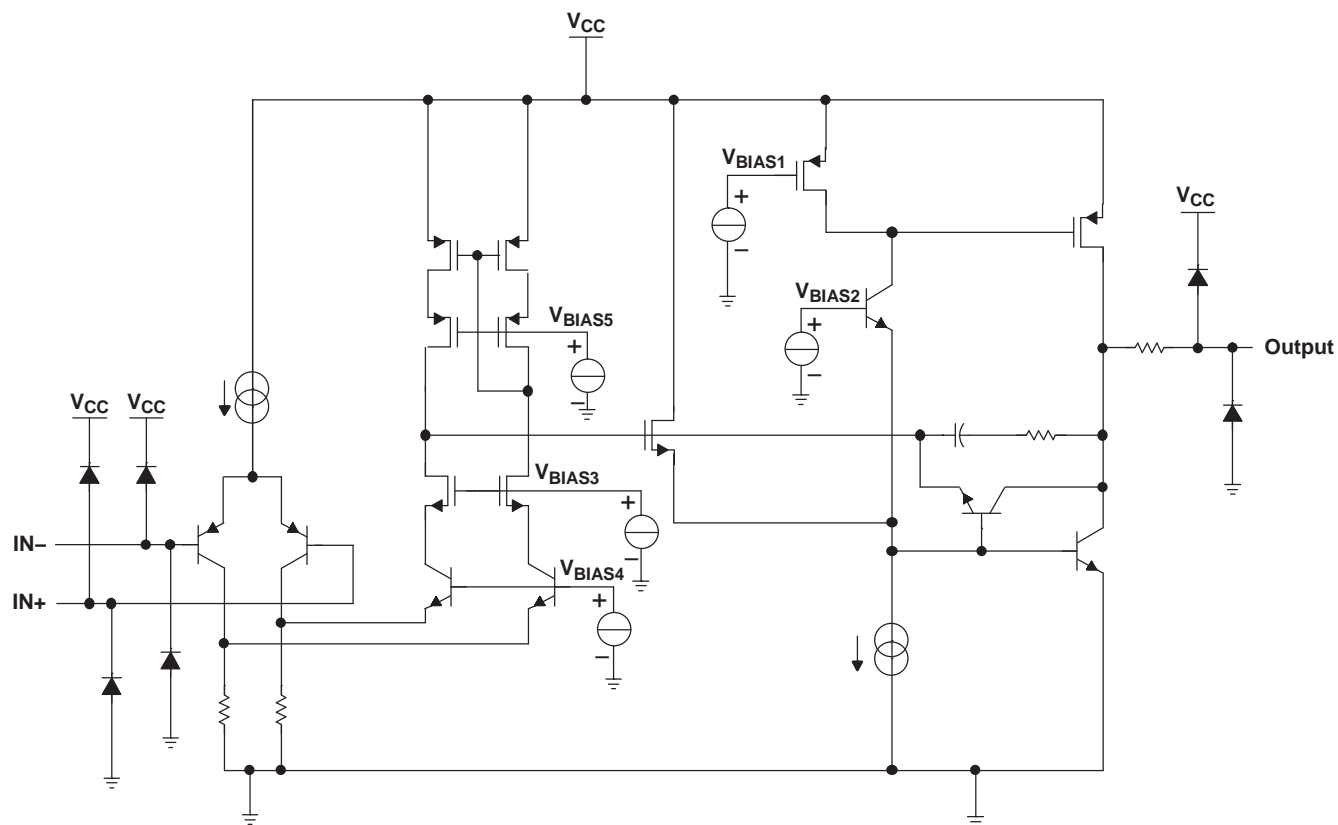 VCC
VBIAS1
VCC
VBIAS2
+
−
VBIAS5
+
−
Output
+
−
VCC
VCC
VBIAS3
+
−
IN−
VBIAS4
+
−
IN+